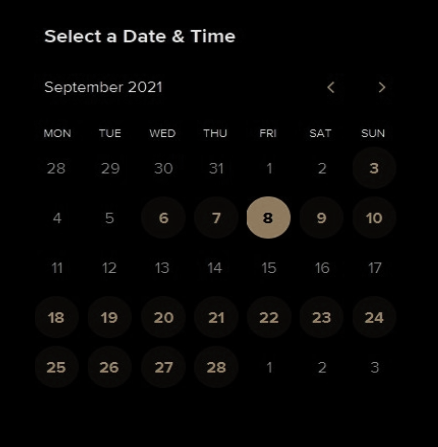 Select a Date & Time
September 2021
MON TUE WED THU FRI SAT SUN
28 29 30 31 1 2 3
4 5 6 7 8 9 10
11 12 13 14 15 16 17
18 19 20 21 22 23 24
25 26 27 28 1 2 3